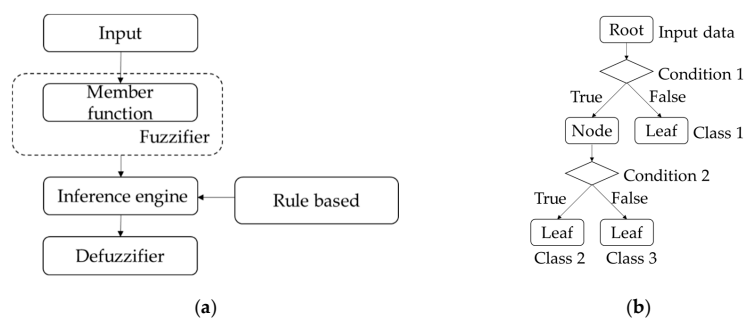 Input
Member
function
Fuzzifier
Inference engine
Rule based
Defuzzifier
(a)
Root
Input data
Condition 1
True
False
Node
Leaf
Class 1
Condition 2
True
False
Leaf
Leaf
Class 2
Class 3
(b)